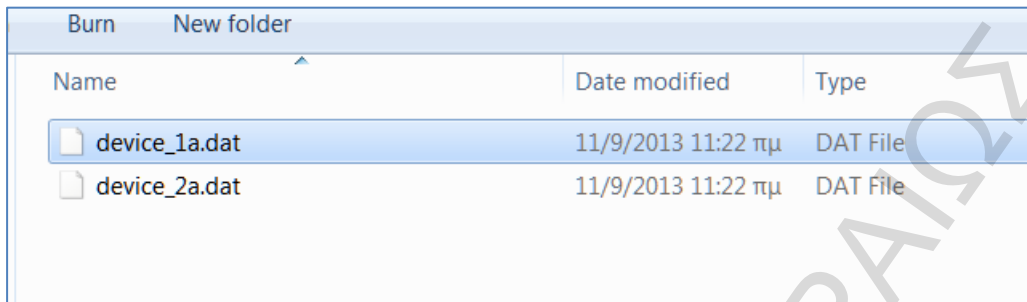 Burn New folder
Name Date modified Type
device_1a.dat 11/9/2013 11:22 πμ DAT File
device_2a.dat 11/9/2013 11:22 πμ DAT File
ΡΑΙΩΣ